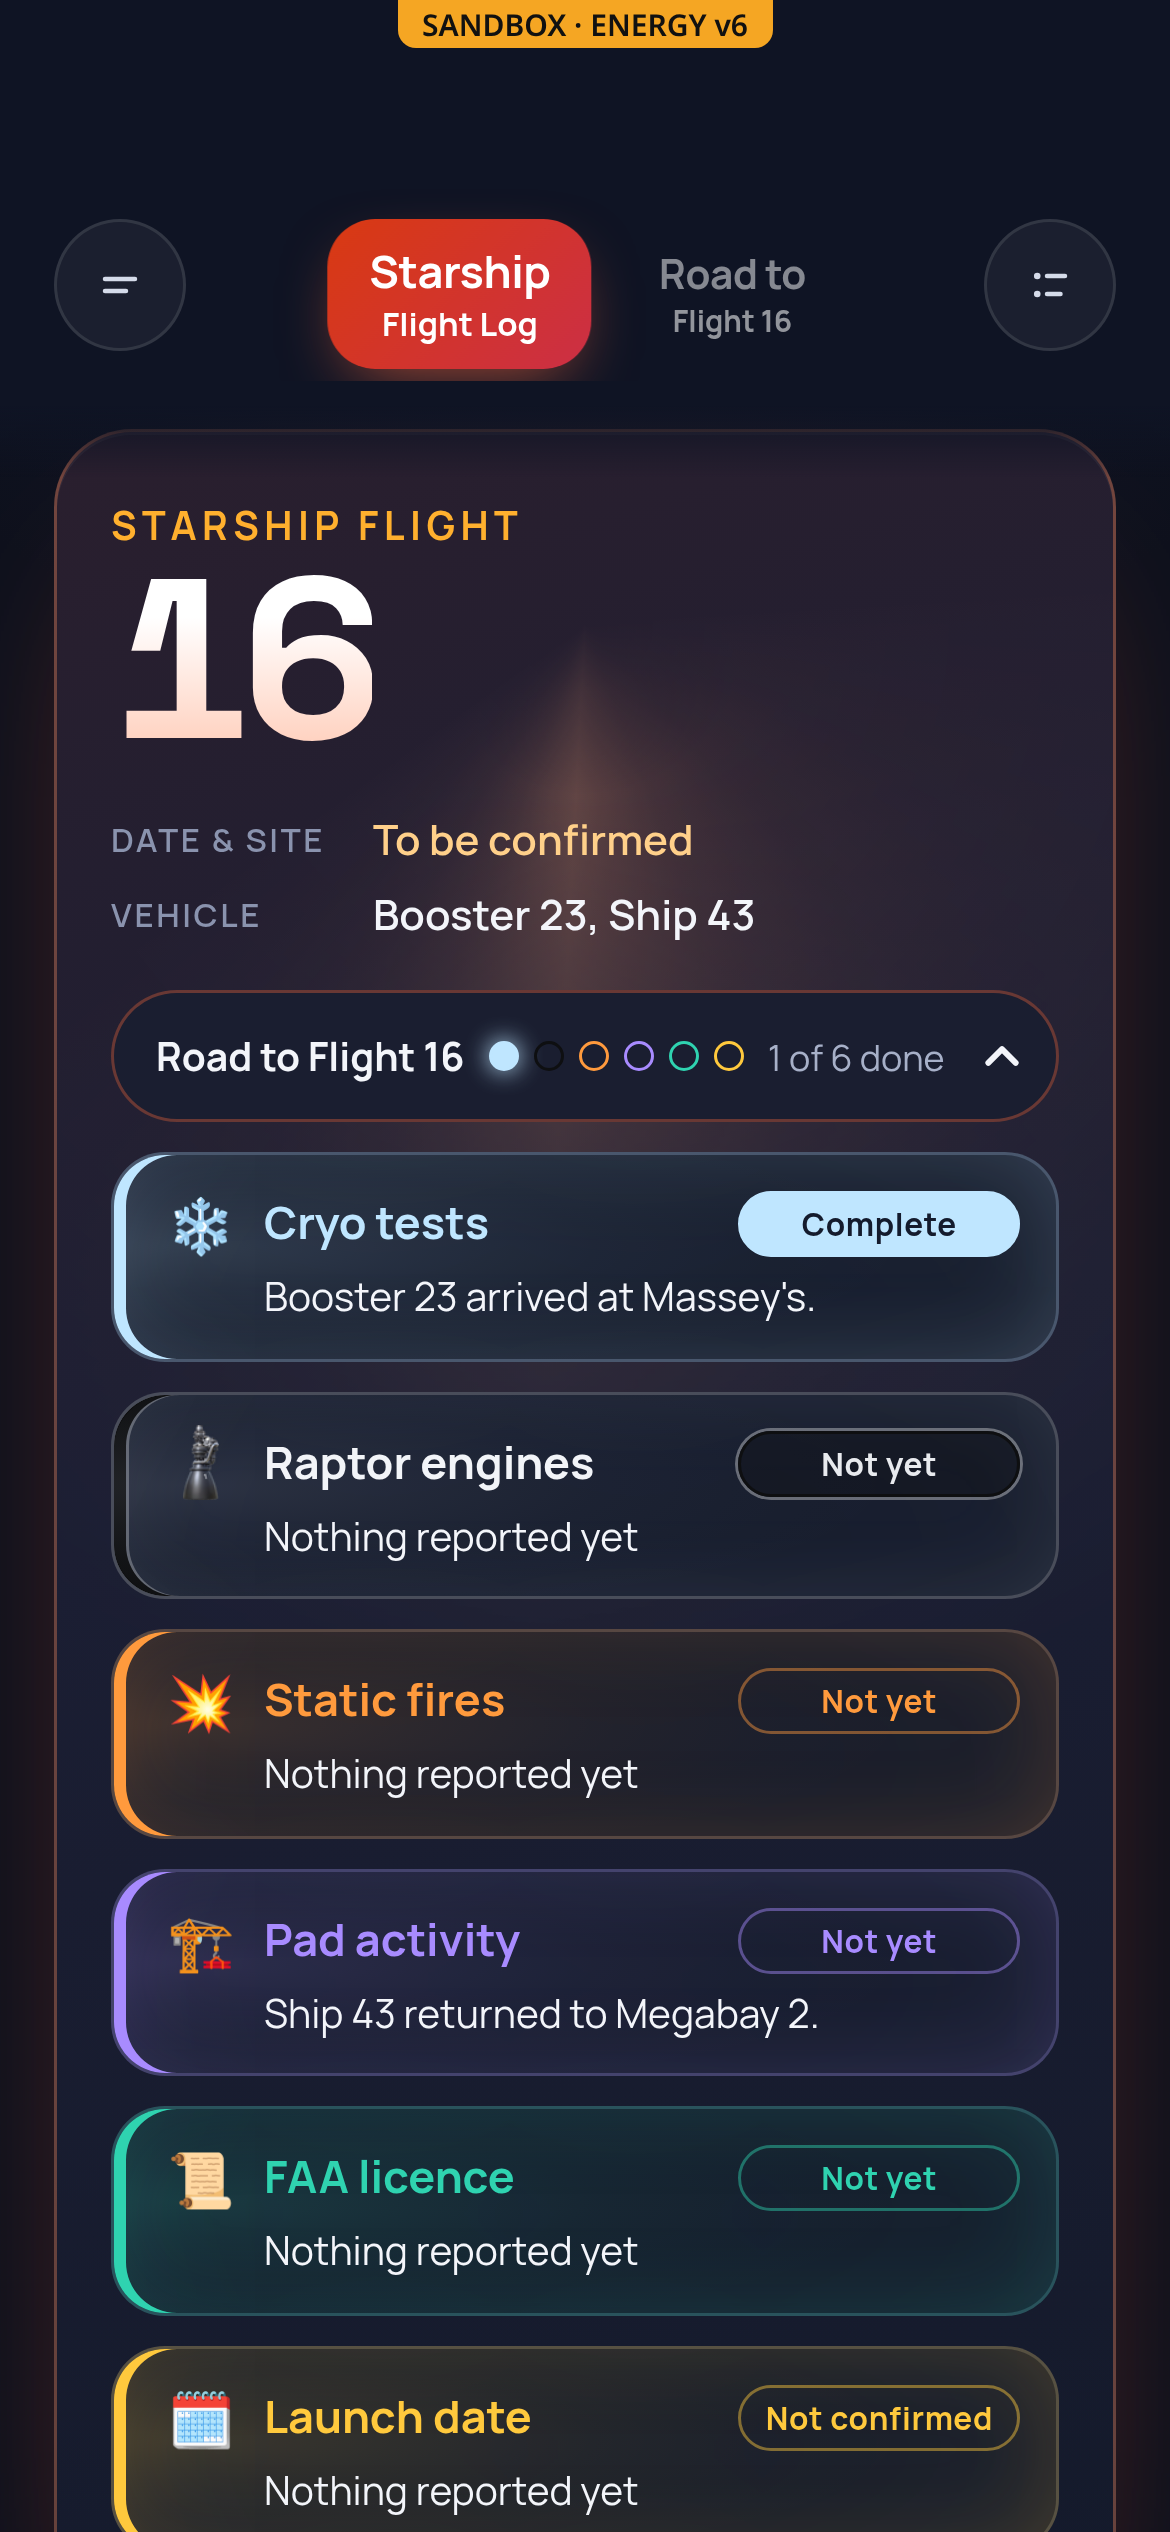 SANDBOX · ENERGY v6
Starship
Flight Log
Road to
Flight 16
STARSHIP FLIGHT
16
DATE & SITE To be confirmed
VEHICLE Booster 23, Ship 43
Road to Flight 16 1 of 6 done
Cryo tests Complete
Booster 23 arrived at Massey's.
Raptor engines Not yet
Nothing reported yet
Static fires Not yet
Nothing reported yet
Pad activity Not yet
Ship 43 returned to Megabay 2.
FAA licence Not yet
Nothing reported yet
Launch date Not confirmed
Nothing reported yet